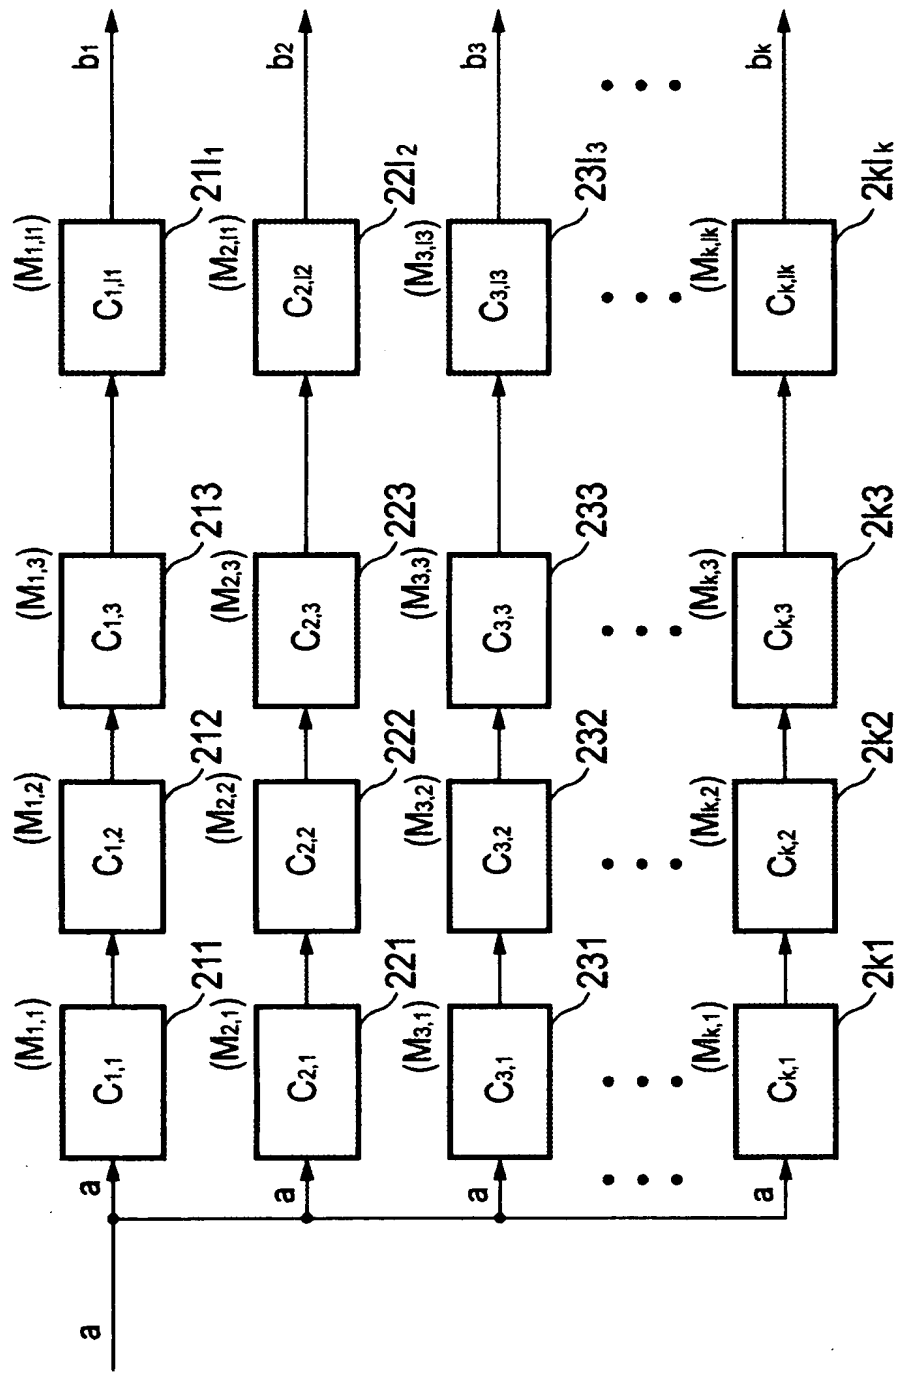 a
a (M1,1) C1,1 211 (M1,2) C1,2 212 (M1,3) C1,3 213 (M1,l1) C1,l1 21l1 b1
a (M2,1) C2,1 221 (M2,2) C2,2 222 (M2,3) C2,3 223 (M2,l1) C2,l2 22l2 b2
a (M3,1) C3,1 231 (M3,2) C3,2 232 (M3,3) C3,3 233 (M3,l3) C3,l3 23l3 b3
a (Mk,1) Ck,1 2k1 (Mk,2) Ck,2 2k2 (Mk,3) Ck,3 2k3 (Mk,lk) Ck,lk 2klk bk